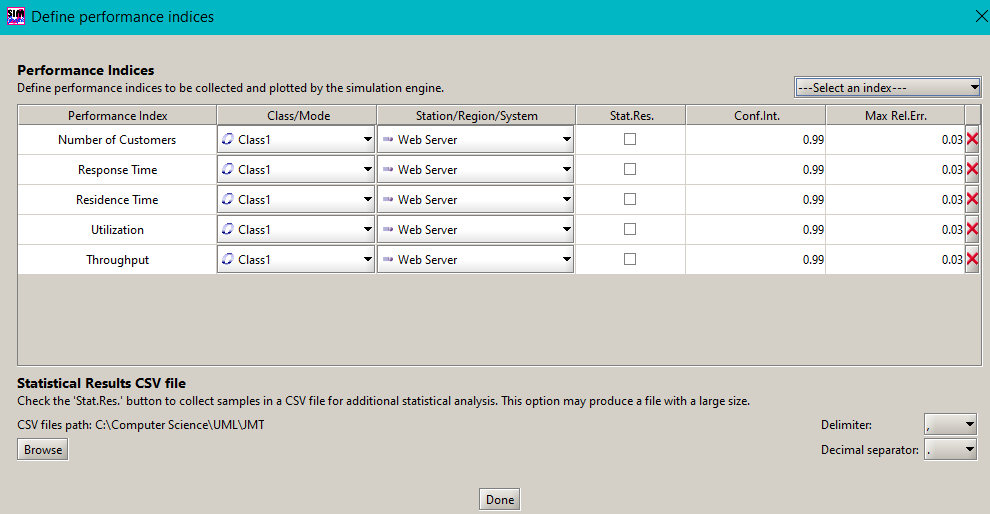 SIM
Define performance indices
Performance Indices
Define performance indices to be collected and plotted by the simulation engine.
---Select an index---
Performance Index Class/Mode Station/Region/System Stat.Res. Conf.Int. Max Rel.Err.
Number of Customers Class1 Web Server 0.99 0.03
Response Time Class1 Web Server 0.99 0.03
Residence Time Class1 Web Server 0.99 0.03
Utilization Class1 Web Server 0.99 0.03
Throughput Class1 Web Server 0.99 0.03
Statistical Results CSV file
Check the 'Stat.Res.' button to collect samples in a CSV file for additional statistical analysis. This option may produce a file with a large size.
CSV files path: C:\Computer Science\UML\JMT
Delimiter: ,
Browse
Decimal separator: .
Done